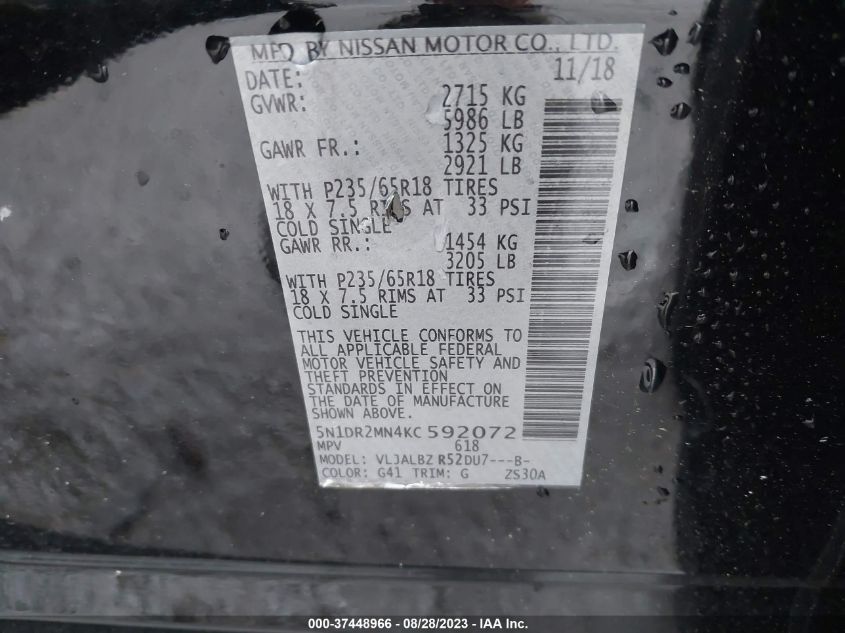 MFD BY NISSAN MOTOR CO., LTD.
DATE: 11/18
GVWR: 2715 KG
5986 LB
GAWR FR.: 1325 KG
2921 LB
WITH P235/65R18 TIRES
18 X 7.5 RIMS AT 33 PSI
COLD SINGLE
GAWR RR.: 1454 KG
3205 LB
WITH P235/65R18 TIRES
18 X 7.5 RIMS AT 33 PSI
COLD SINGLE
THIS VEHICLE CONFORMS TO
ALL APPLICABLE FEDERAL
MOTOR VEHICLE SAFETY AND
THEFT PREVENTION
STANDARDS IN EFFECT ON
THE DATE OF MANUFACTURE
SHOWN ABOVE.
5N1DR2MN4KC592072
MPV 618
MODEL: VLJALBZ R52DU7---B-
COLOR: G41 TRIM: G ZS30A
000-37448966 - 08/28/2023 - IAA Inc.